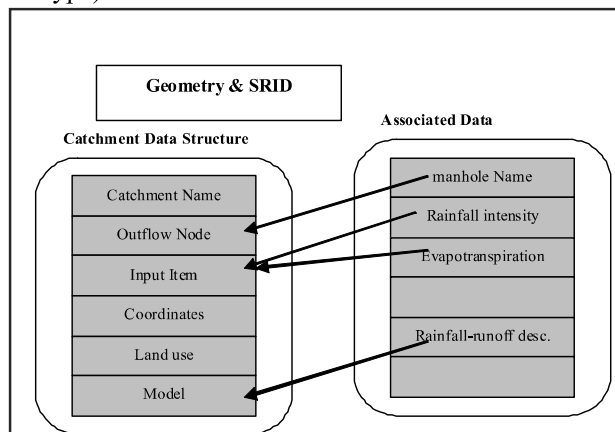 Geometry & SRID
Associated Data
Catchment Data Structure
Catchment Name
Outflow Node
Input Item
Coordinates
Land use
Model
manhole Name
Rainfall intensity
Evapotranspiration
Rainfall-runoff desc.